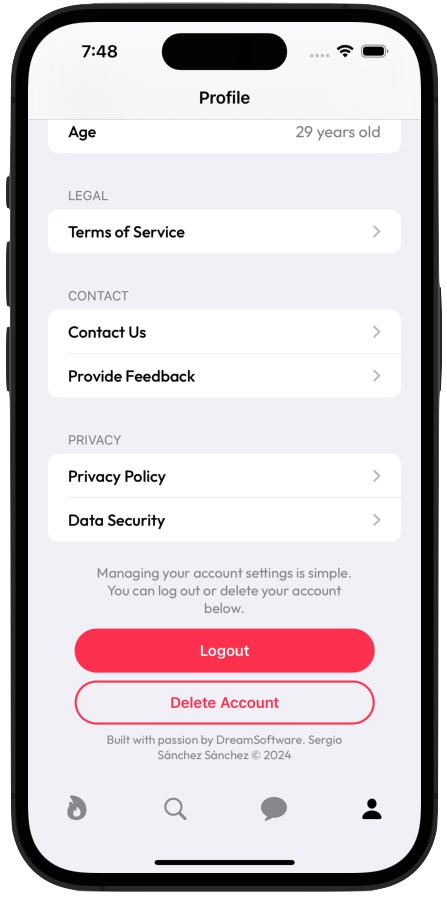 7:48
Profile
Age 29 years old
LEGAL
Terms of Service
CONTACT
Contact Us
Provide Feedback
PRIVACY
Privacy Policy
Data Security
Managing your account settings is simple.
You can log out or delete your account
below.
Logout
Delete Account
Built with passion by DreamSoftware. Sergio
Sánchez Sánchez © 2024